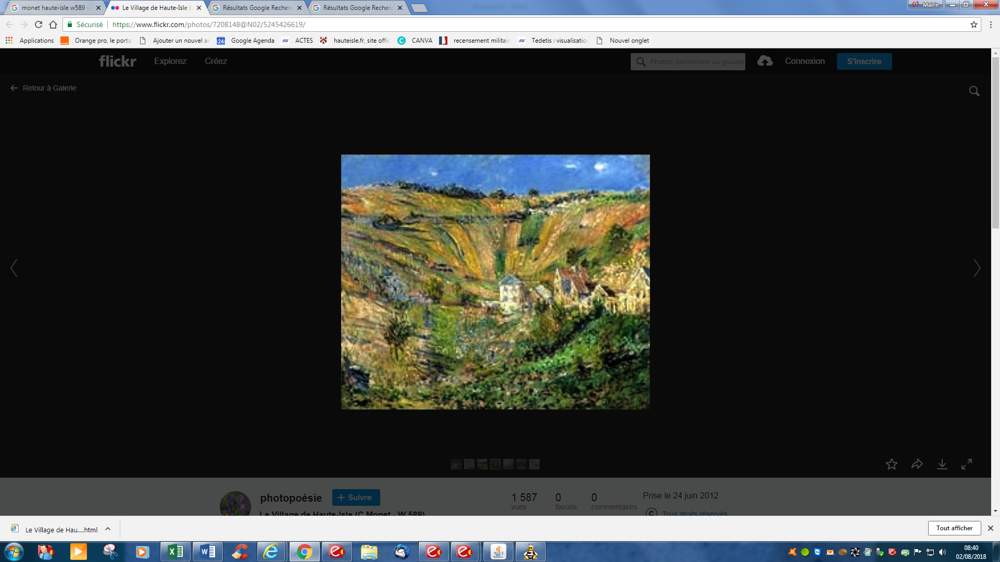 monet haute-isle w589 -
Le Village de Haute-Isle (
Résultats Google Recherc
Résultats Google Recherc
Mairie
Sécurisé
https://www.flickr.com/photos/7208148@N02/5245426619/
Applications
Orange pro, le porta
Ajouter un nouvel ar
24
Google Agenda
ACTES
hauteisle.fr, site offic
CANVA
recensement militair
Tedetis : visualisation
Nouvel onglet
flickr
Explorez
Créez
Photos, personnes ou groupe
Connexion
S'inscrire
Retour à Galerie
photopoésie
+ Suivre
1 587
vues
0
favoris
0
commentaires
Prise le 24 juin 2012
Le Village de Haute-Isle (C.Monet - W 589)
Tous droits réservés
Le Village de Hau....html
Tout afficher
08:40
02/08/2018